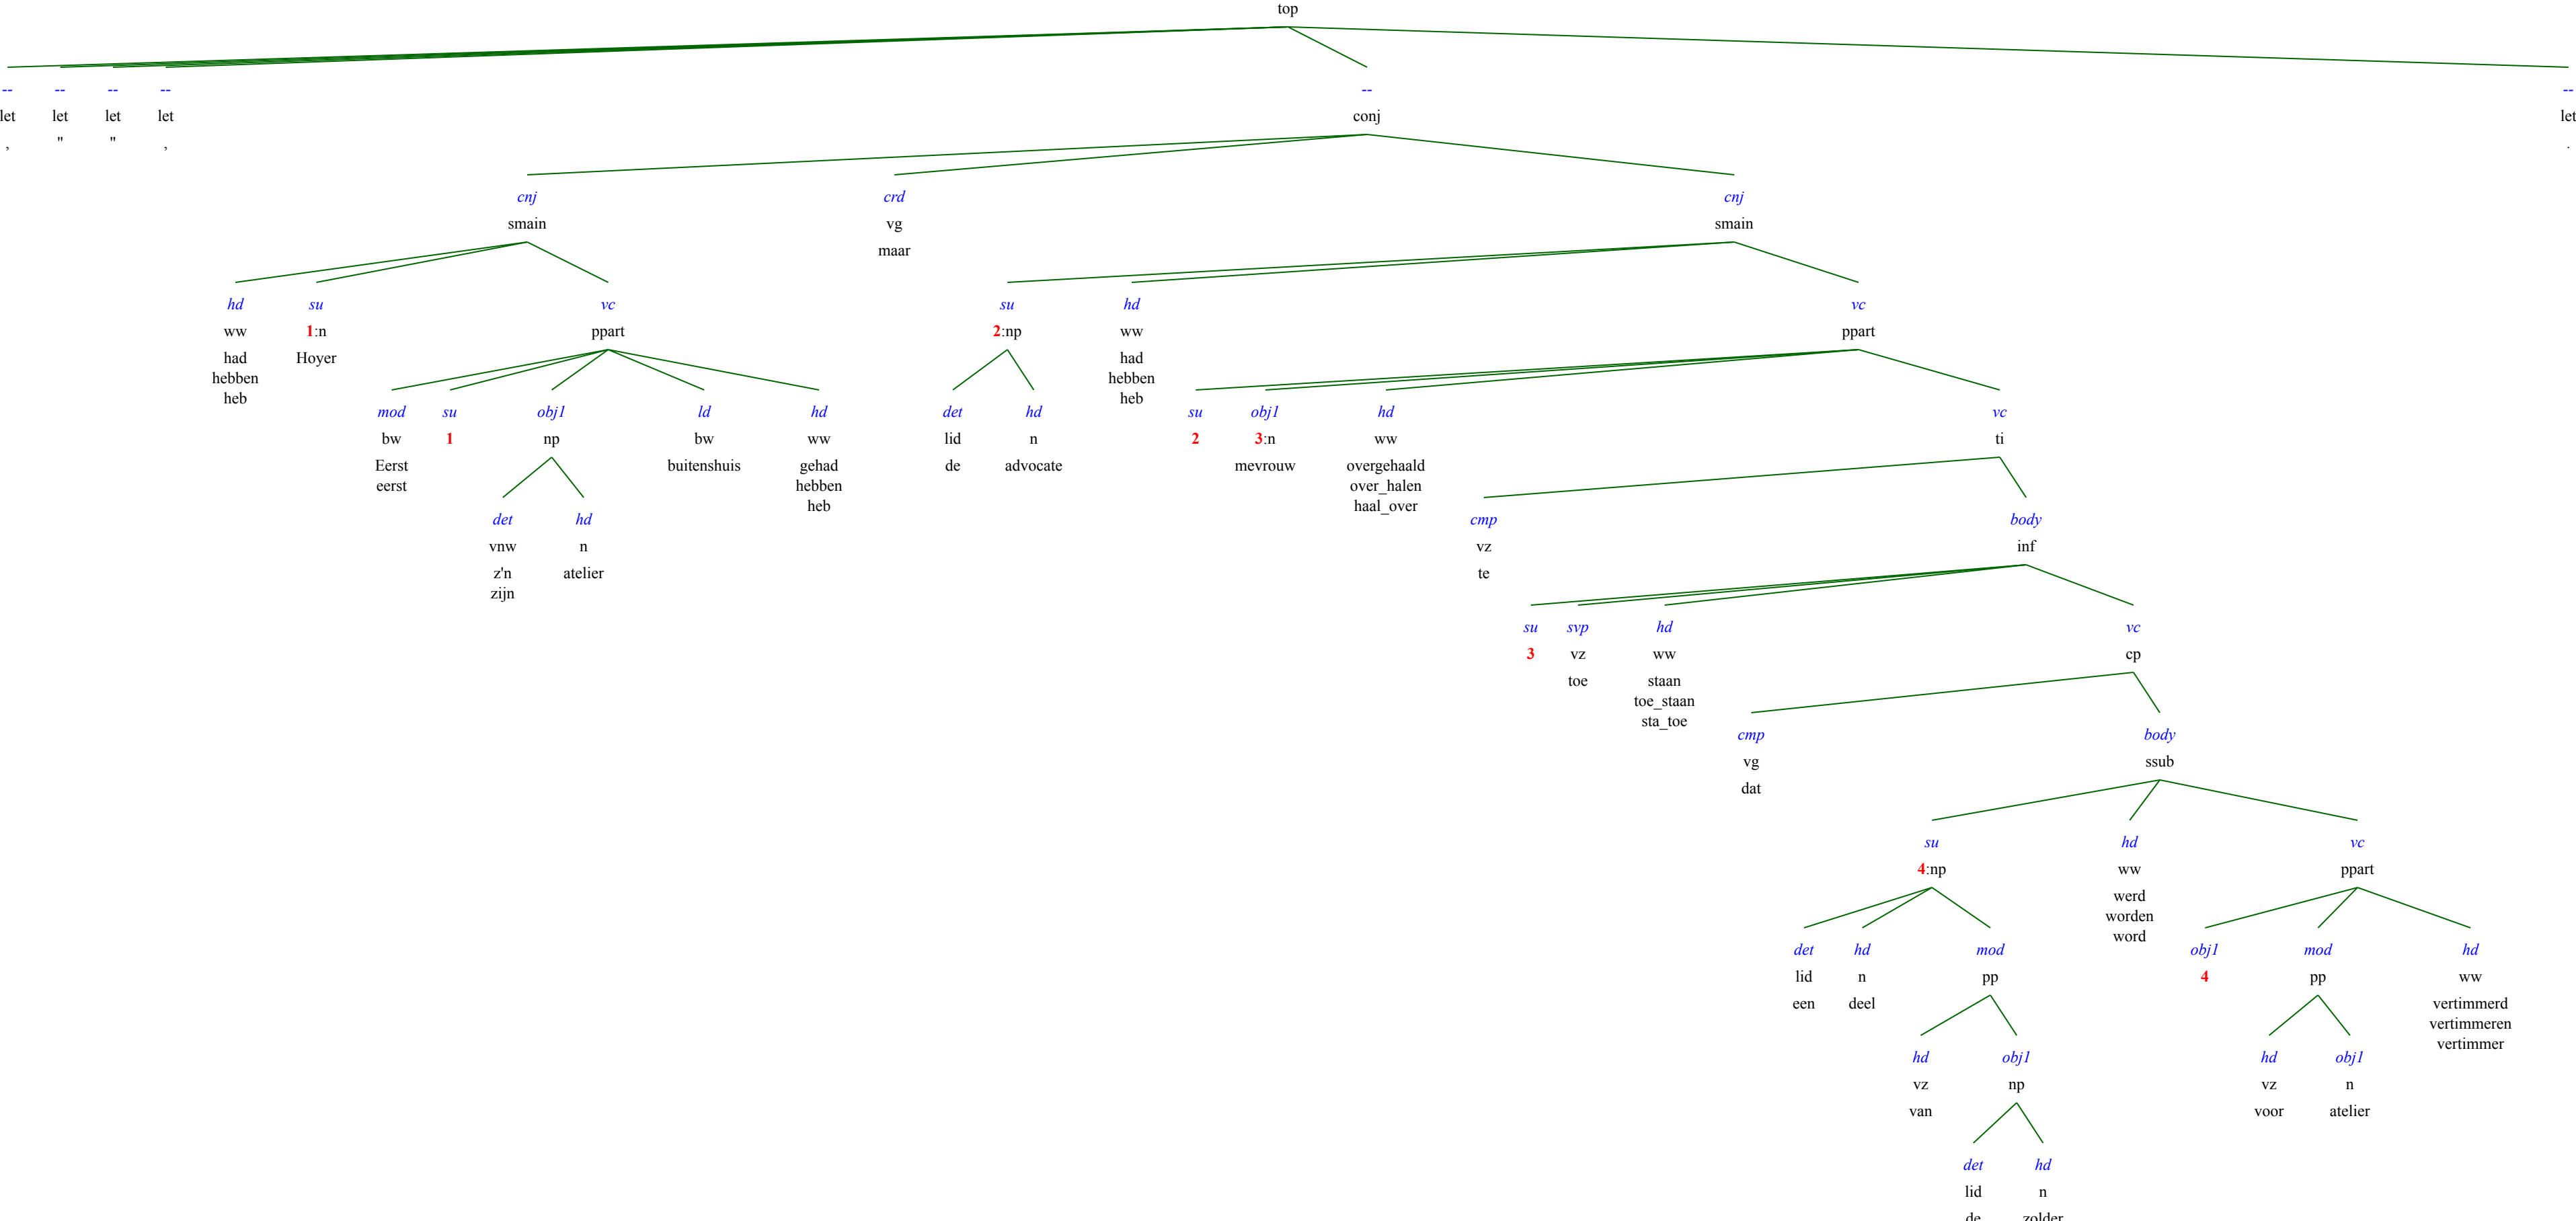 top
-- -- -- -- -- --
let let let let conj let
, " " , .
cnj crd cnj
smain vg smain
maar
hd su vc su hd vc
ww 1:n ppart 2:np ww ppart
had Hoyer had
hebben hebben
heb heb
mod su obj1 ld hd det hd su obj1 hd vc
bw 1 np bw ww lid n 2 3:n ww ti
Eerst buitenshuis gehad de advocate mevrouw overgehaald
eerst hebben over_halen
heb haal_over
det hd cmp body
vnw n vz inf
z'n atelier te
zijn
su svp hd vc
3 vz ww cp
toe staan
toe_staan
sta_toe
cmp body
vg ssub
dat
su hd vc
4:np ww ppart
werd
worden
word
det hd mod obj1 mod hd
lid n pp 4 pp ww
een deel vertimmerd
vertimmeren
vertimmer
hd obj1 hd obj1
vz np vz n
van voor atelier
det hd
lid n
de zolder